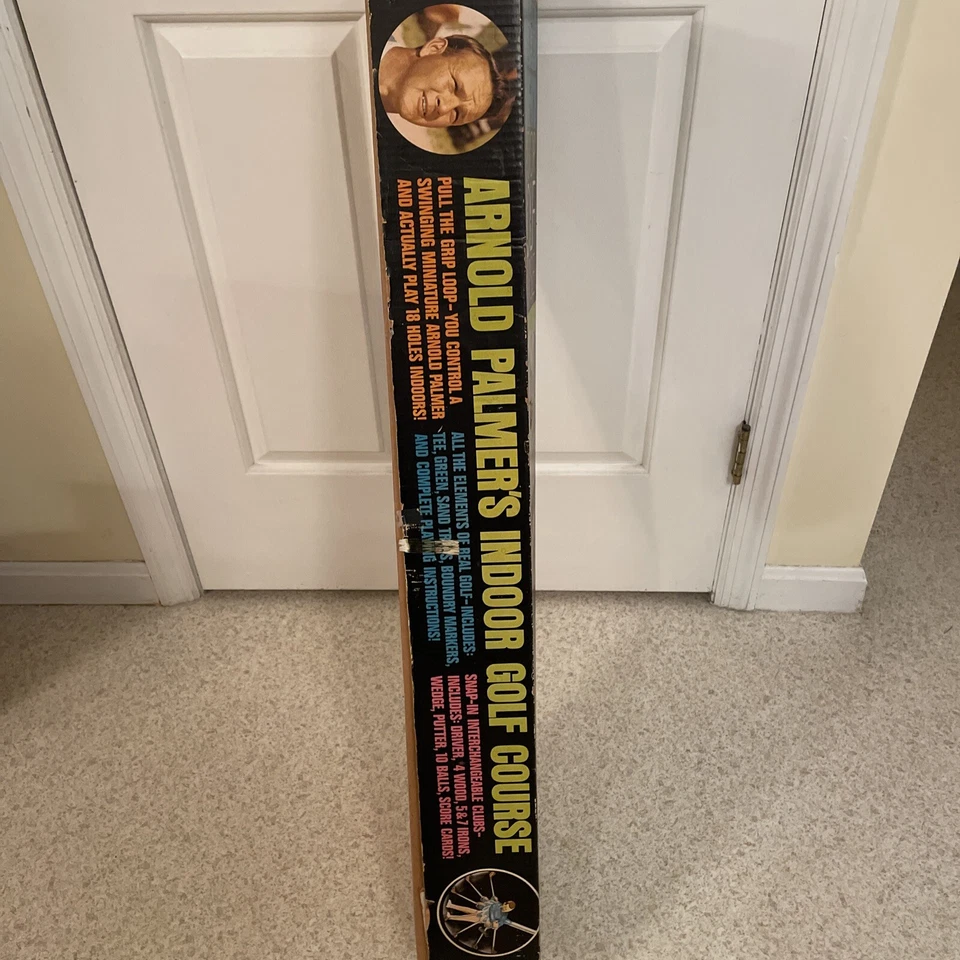 ARNOLD PALMER'S INDOOR GOLF COURSE
PULL THE GRIP LOOP - YOU CONTROL A
SWINGING MINIATURE ARNOLD PALMER
AND ACTUALLY PLAY 18 HOLES INDOORS!
ALL THE ELEMENTS OF REAL GOLF-INCLUDES:
TEE, GREEN, SAND TRAPS, BOUNDRY MARKERS,
AND COMPLETE PLAYING INSTRUCTIONS!
SNAP-IN INTERCHANGEABLE CLUBS-
INCLUDES: DRIVER, 4 WOOD, 5 & 7 IRONS,
WEDGE, PUTTER, 10 BALLS, SCORE CARDS!